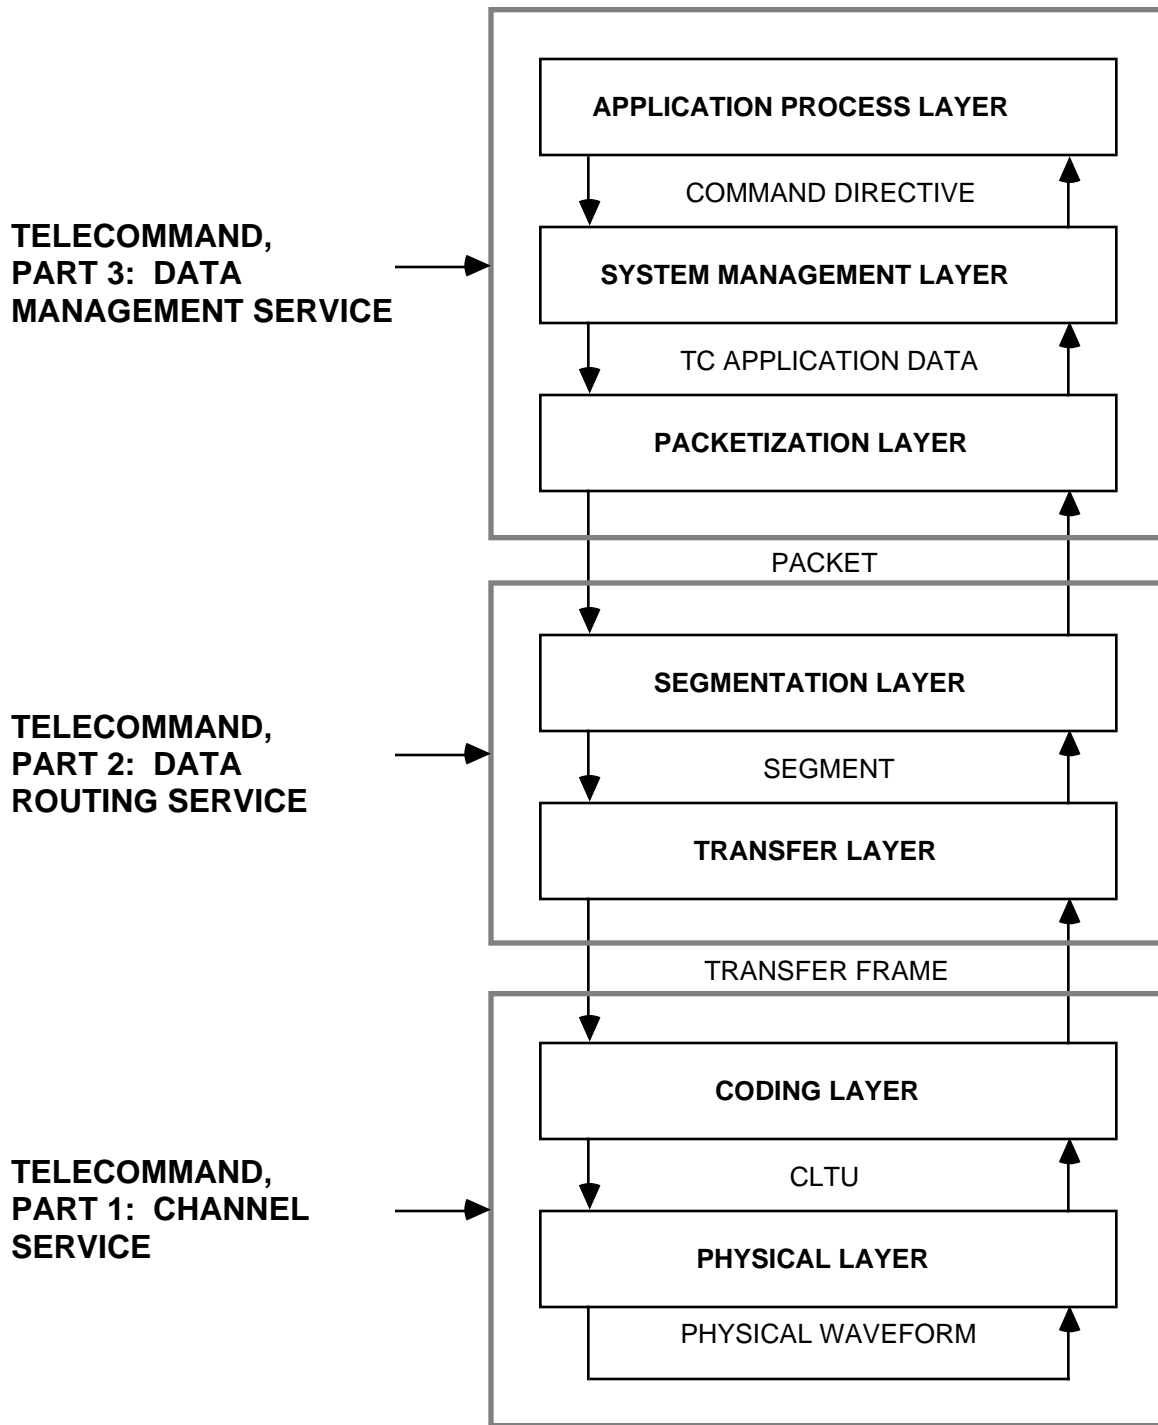 APPLICATION PROCESS LAYER
COMMAND DIRECTIVE
TELECOMMAND,
PART 3: DATA
MANAGEMENT SERVICE
SYSTEM MANAGEMENT LAYER
TC APPLICATION DATA
PACKETIZATION LAYER
PACKET
SEGMENTATION LAYER
TELECOMMAND,
PART 2: DATA
ROUTING SERVICE
SEGMENT
TRANSFER LAYER
TRANSFER FRAME
CODING LAYER
TELECOMMAND,
PART 1: CHANNEL
SERVICE
CLTU
PHYSICAL LAYER
PHYSICAL WAVEFORM